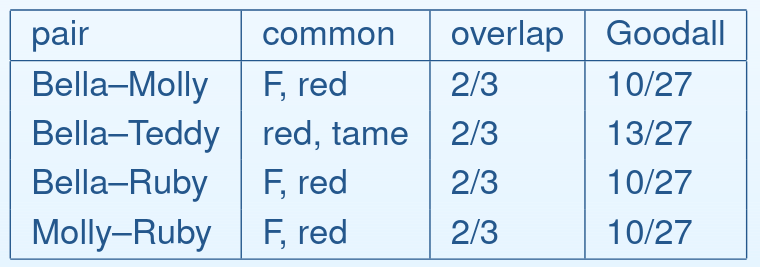 pair common overlap Goodall
Bella–Molly F, red 2/3 10/27
Bella–Teddy red, tame 2/3 13/27
Bella–Ruby F, red 2/3 10/27
Molly–Ruby F, red 2/3 10/27